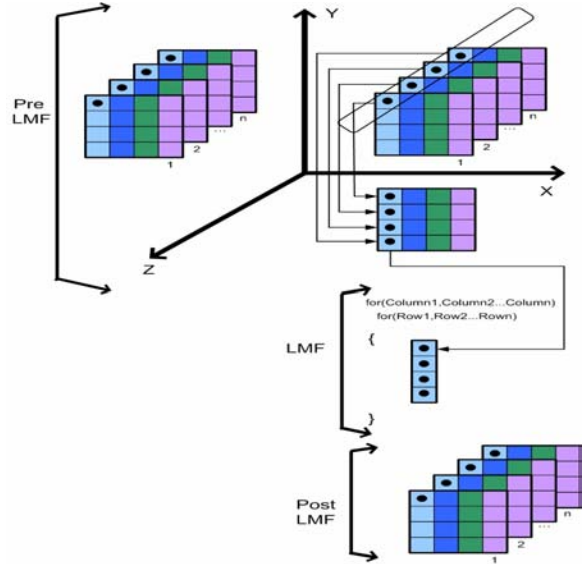 Y
Pre
LMF
1
2
...
n
1
2
...
n
X
Z
for(Column1,Column2...Column)
for(Row1,Row2...Rown)
LMF
{
}
Post
LMF
1
2
...
n